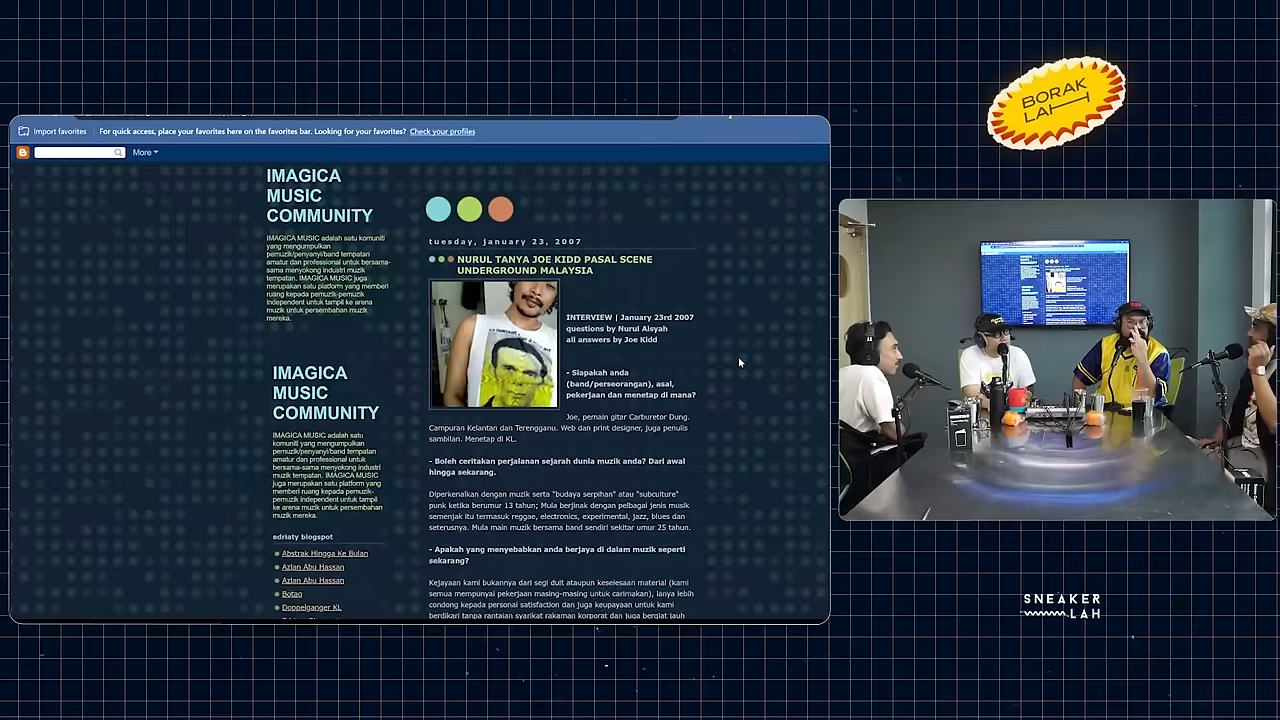 BORAK
LAH
Import favorites
For quick access, place your favorites here on the favorites bar. Looking for your favorites? Check your profiles
More
IMAGICA
MUSIC
COMMUNITY
IMAGICA MUSIC adalah satu komuniti
yang mengumpulkan
pemuzik/penyanyi/band tempatan
amatur dan professional untuk bersama-
sama menyokong industri muzik
tempatan. IMAGICA MUSIC juga
merupakan satu platform yang memberi
ruang kepada pemuzik-pemuzik
independent untuk tampil ke arena
muzik untuk persembahan muzik
mereka.
IMAGICA
MUSIC
COMMUNITY
IMAGICA MUSIC adalah satu
komuniti yang mengumpulkan
pemuzik/penyanyi/band tempatan
amatur dan professional untuk
bersama-sama menyokong industri
muzik tempatan. IMAGICA MUSIC
juga merupakan satu platform yang
memberi ruang kepada pemuzik-
pemuzik independent untuk tampil
ke arena muzik untuk persembahan
muzik mereka.
edriaty blogspot
Abstrak Hingga Ke Bulan
Azlan Abu Hassan
Azlan Abu Hassan
Botaq
Doppelganger KL
tuesday, january 23, 2007
NURUL TANYA JOE KIDD PASAL SCENE
UNDERGROUND MALAYSIA
INTERVIEW | January 23rd 2007
questions by Nurul Aisyah
all answers by Joe Kidd
- Siapakah anda
(band/perseorangan), asal,
pekerjaan dan menetap di mana?
Joe, pemain gitar Carburetor Dung.
Campuran Kelantan dan Terengganu. Web dan print designer, juga penulis
sambilan. Menetap di KL.
- Boleh ceritakan perjalanan sejarah dunia muzik anda? Dari awal
hingga sekarang.
Diperkenalkan dengan muzik serta "budaya serpihan" atau "subculture"
punk ketika berumur 13 tahun; Mula berjinak dengan pelbagai jenis musik
semenjak itu termasuk reggae, electronics, experimental, jazz, blues dan
seterusnya. Mula main muzik bersama band sendiri sekitar umur 25 tahun.
- Apakah yang menyebabkan anda berjaya di dalam muzik seperti
sekarang?
Kejayaan kami bukannya dari segi duit ataupun keselesaan material (kami
semua mempunyai pekerjaan masing-masing untuk carimakan), ianya lebih
condong kepada personal satisfaction dan juga keupayaan untuk kami
berdikari tanpa rantaian syarikat rakaman korporat dan juga bergiat jauh
SNEAKER
LAH